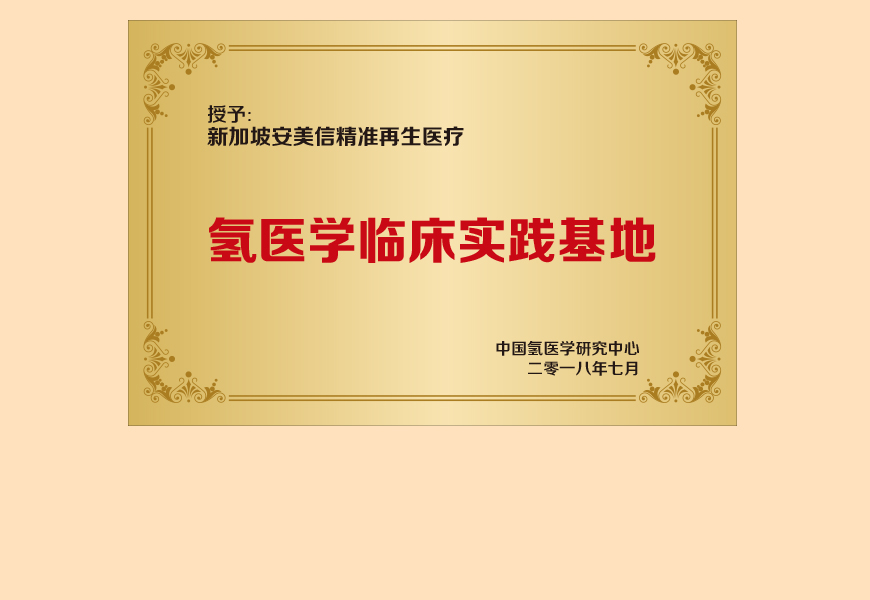 授予:
新加坡安美信精准再生医疗
氢医学临床实践基地
中国氢医学研究中心
二零一八年七月